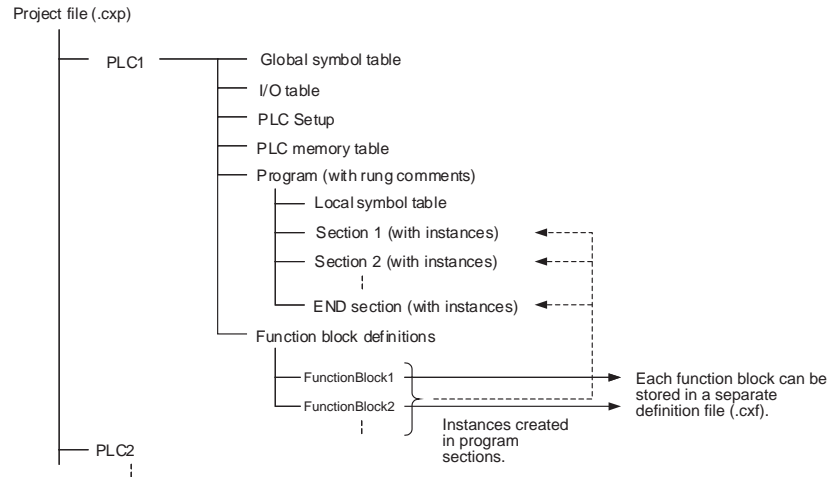 Project file (.cxp)
PLC1
Global symbol table
I/O table
PLC Setup
PLC memory table
Program (with rung comments)
Local symbol table
Section 1 (with instances)
Section 2 (with instances)
END section (with instances)
Function block definitions
FunctionBlock1
FunctionBlock2
Each function block can be
stored in a separate
definition file (.cxf).
Instances created
in program
sections.
PLC2